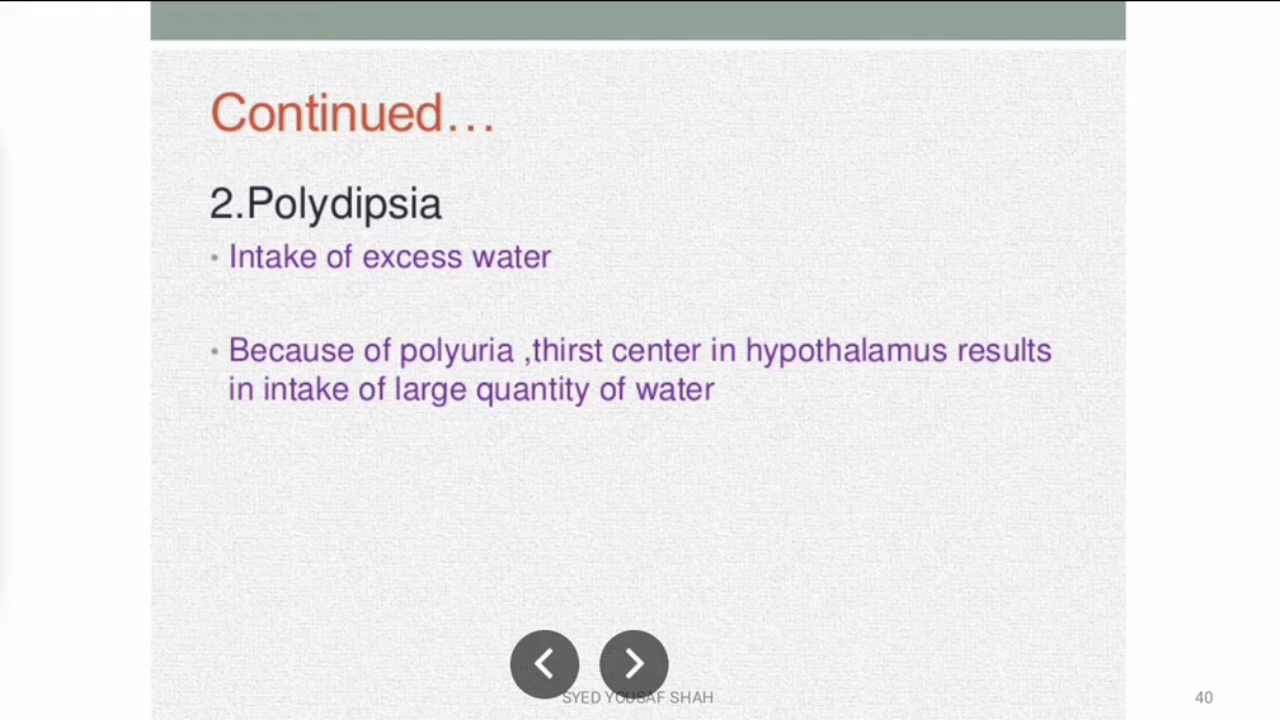 Continued…
2.Polydipsia
• Intake of excess water
• Because of polyuria ,thirst center in hypothalamus results
in intake of large quantity of water
SYED YOUSAF SHAH
40